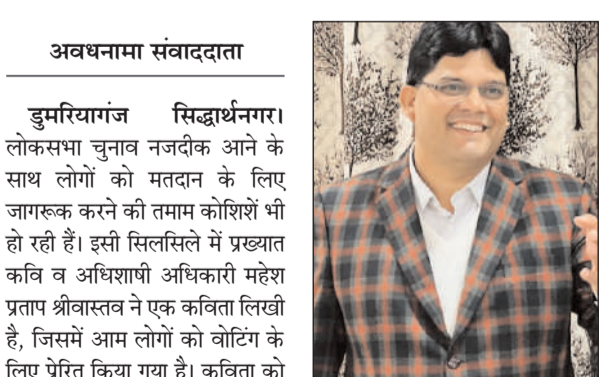 अवधनामा संवाददाता
डुमरियागंज सिद्धार्थनगर।
लोकसभा चुनाव नजदीक आने के
साथ लोगों को मतदान के लिए
जागरूक करने की तमाम कोशिशें भी
हो रही हैं। इसी सिलसिले में प्रख्यात
कवि व अधिशाषी अधिकारी महेश
प्रताप श्रीवास्तव ने एक कविता लिखी
है, जिसमें आम लोगों को वोटिंग के
लिए प्रेरित किया गया है। कविता को